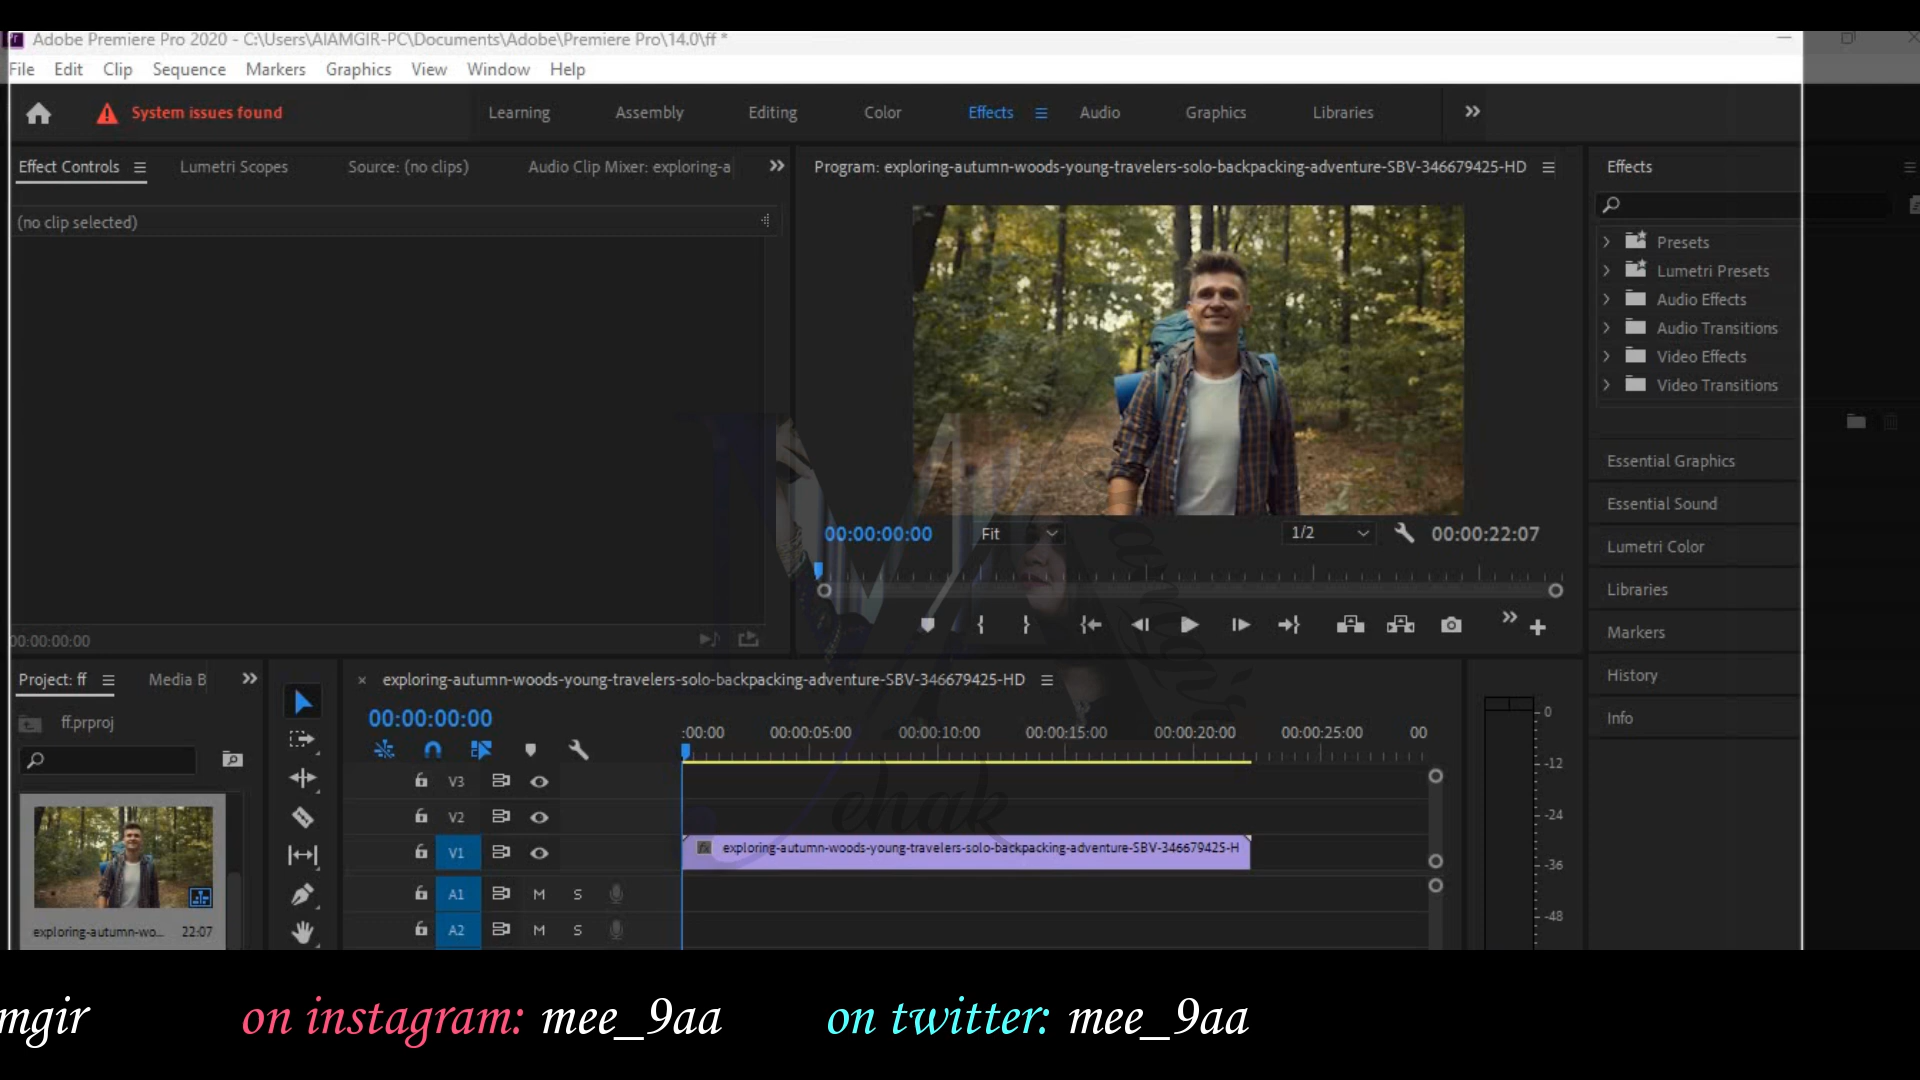 Adobe Premiere Pro 2020 - C:\Users\AIAMGIR-PC\Documents\Adobe\Premiere Pro\14.0\ff *
File Edit Clip Sequence Markers Graphics View Window Help
System issues found Learning Assembly Editing Color Effects Audio Graphics Libraries
Effect Controls Lumetri Scopes Source: (no clips) Audio Clip Mixer: exploring-a
(no clip selected)
00:00:00:00
Program: exploring-autumn-woods-young-travelers-solo-backpacking-adventure-SBV-346679425-HD
00:00:00:00 Fit 1/2 00:00:22:07
Effects
Presets
Lumetri Presets
Audio Effects
Audio Transitions
Video Effects
Video Transitions
Essential Graphics
Essential Sound
Lumetri Color
Libraries
Markers
History
Info
Project: ff Media B
ff.prproj
exploring-autumn-wo... 22:07
exploring-autumn-woods-young-travelers-solo-backpacking-adventure-SBV-346679425-HD
00:00:00:00
:00:00 00:00:05:00 00:00:10:00 00:00:15:00 00:00:20:00 00:00:25:00 00
V3
V2
V1 fx exploring-autumn-woods-young-travelers-solo-backpacking-adventure-SBV-346679425-H
A1 M S
A2 M S
0
-12
-24
-36
-48
ehak
mgir on instagram: mee_9aa on twitter: mee_9aa